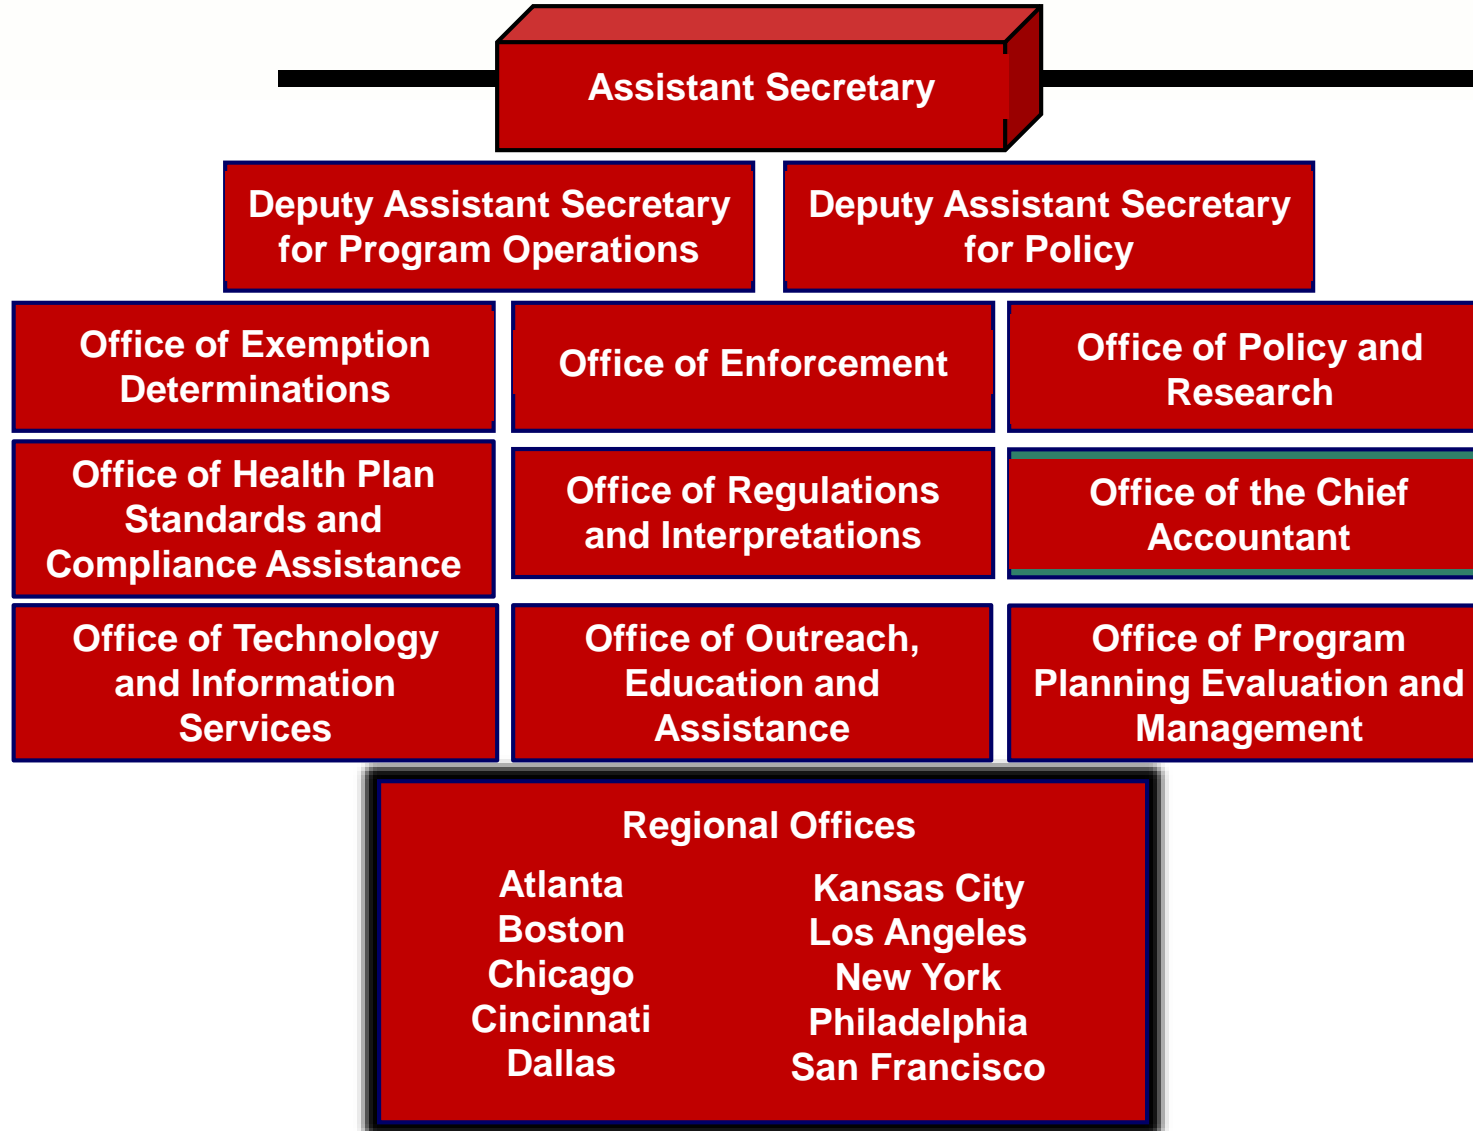 Assistant Secretary
Deputy Assistant Secretary
for Program Operations
Deputy Assistant Secretary
for Policy
Office of Exemption
Determinations
Office of Enforcement
Office of Policy and
Research
Office of Health Plan
Standards and
Compliance Assistance
Office of Regulations
and Interpretations
Office of the Chief
Accountant
Office of Technology
and Information
Services
Office of Outreach,
Education and
Assistance
Office of Program
Planning Evaluation and
Management
Regional Offices
Atlanta
Boston
Chicago
Cincinnati
Dallas
Kansas City
Los Angeles
New York
Philadelphia
San Francisco